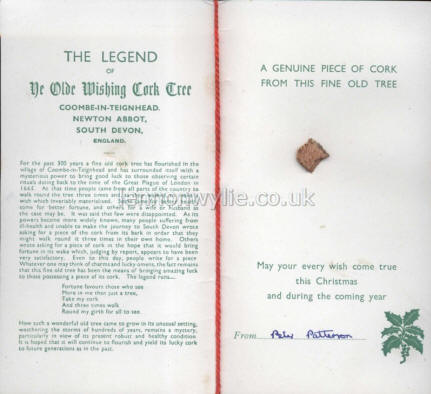 THE LEGEND
OF
Ye Olde Wishing Cork Tree
COOMBE-IN-TEIGNHEAD.
NEWTON ABBOT,
SOUTH DEVON,
ENGLAND.
For the past 300 years a fine old cork tree has flourished in the
village of Coombe-in-Teignhead and has surrounded itself with a
mysterious power to bring good luck to those observing certain
rituals during back to the time of the Great Plague of London in
1665. At that time people came from all parts of the country to
walk round the tree three times and
wish which invariably materialised. Some
came for better fortune, and others for a wife or husband as
the case may be. It was said that few were disappointed. As its
powers became more widely known, many people suffering from
ill-health and unable to make the journey to South Devon wrote
asking for a piece of the cork from its bark in order that they
might walk round it three times in their own home. Others
wrote asking for a piece of cork in the hope that it would bring
fortune in its wake which, judging by report, appears to have been
very satisfactory. Even to this day, people write for a piece.
Whatever one may think of charms and lucky omens, the fact remains
that this fine old tree has been the means of bringing amazing luck
to those possessing a piece of its cork. The legend runs—
Fortune favours those who see
More in me than just a tree,
Take my cork
And three times walk
Round my girth for all to see.
How such a wonderful old tree came to grow in its unusual setting,
weathering the storms of hundreds of years, remains a mystery,
particularly in view of its present robust and healthy condition.
It is hoped that it will continue to flourish and yield its lucky cork
to future generations as in the past.
A GENUINE PIECE OF CORK
FROM THIS FINE OLD TREE
May your every wish come true
this Christmas
and during the coming year
From Peter Patterson
lennonwylie.co.uk